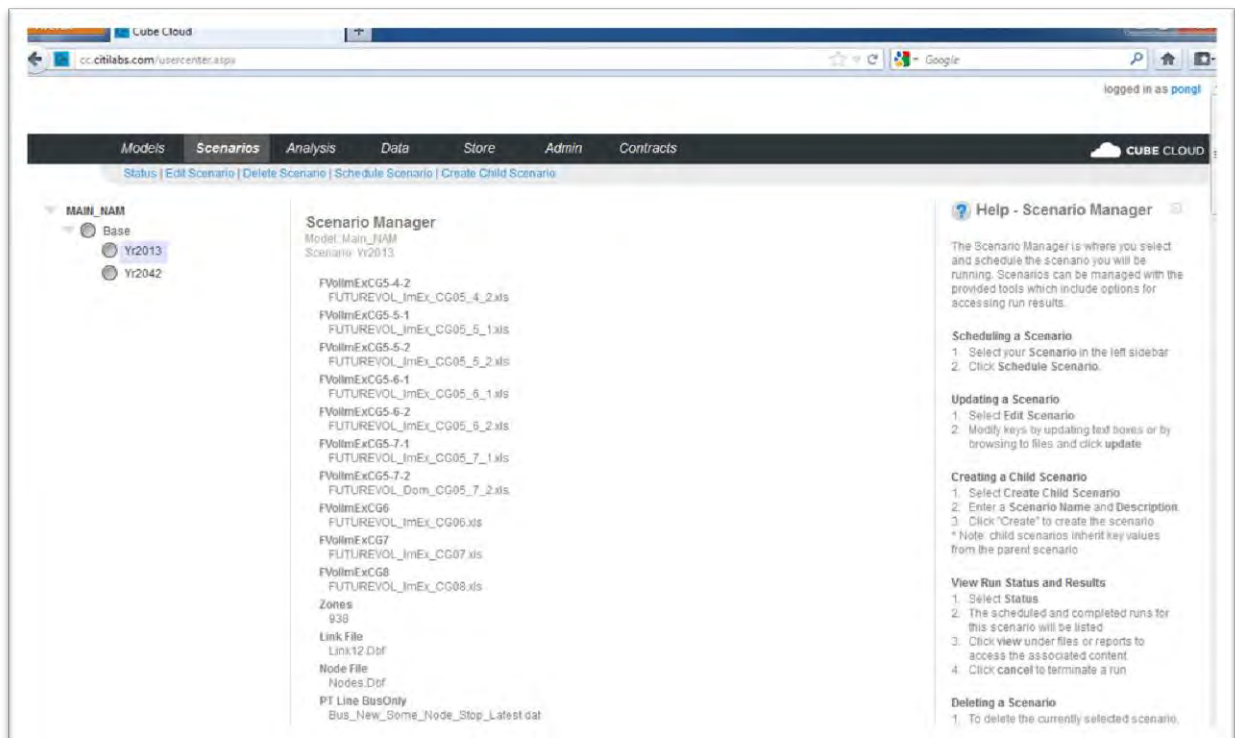 Cube Cloud
+
cc.citilabs.com/usercenter.aspx
Google
logged in as pongl
Models Scenarios Analysis Data Store Admin Contracts
CUBE CLOUD
Status | Edit Scenario | Delete Scenario | Schedule Scenario | Create Child Scenario
MAIN_NAM
Base
Yr2013
Yr2042
Scenario Manager
Model: Main_NAM
Scenario: Yr2013
FVolImExCG5-4-2
FUTUREVOL_ImEx_CG05_4_2.xls
FVolImExCG5-5-1
FUTUREVOL_ImEx_CG05_5_1.xls
FVolImExCG5-5-2
FUTUREVOL_ImEx_CG05_5_2.xls
FVolImExCG5-6-1
FUTUREVOL_ImEx_CG05_6_1.xls
FVolImExCG5-6-2
FUTUREVOL_ImEx_CG05_6_2.xls
FVolImExCG5-7-1
FUTUREVOL_ImEx_CG05_7_1.xls
FVolImExCG5-7-2
FUTUREVOL_Dom_CG05_7_2.xls
FVolImExCG6
FUTUREVOL_ImEx_CG06.xls
FVolImExCG7
FUTUREVOL_ImEx_CG07.xls
FVolImExCG8
FUTUREVOL_ImEx_CG08.xls
Zones
938
Link File
Link12.Dbf
Node File
Nodes.Dbf
PT Line BusOnly
Bus_New_Some_Node_Stop_Latest.dat
? Help - Scenario Manager
The Scenario Manager is where you select
and schedule the scenario you will be
running. Scenarios can be managed with the
provided tools which include options for
accessing run results.
Scheduling a Scenario
1. Select your Scenario in the left sidebar
2. Click Schedule Scenario.
Updating a Scenario
1. Select Edit Scenario
2. Modify keys by updating text boxes or by
browsing to files and click update
Creating a Child Scenario
1. Select Create Child Scenario
2. Enter a Scenario Name and Description.
3. Click "Create" to create the scenario
* Note: child scenarios inherit key values
from the parent scenario
View Run Status and Results
1. Select Status
2. The scheduled and completed runs for
this scenario will be listed
3. Click view under files or reports to
access the associated content
4. Click cancel to terminate a run
Deleting a Scenario
1. To delete the currently selected scenario,